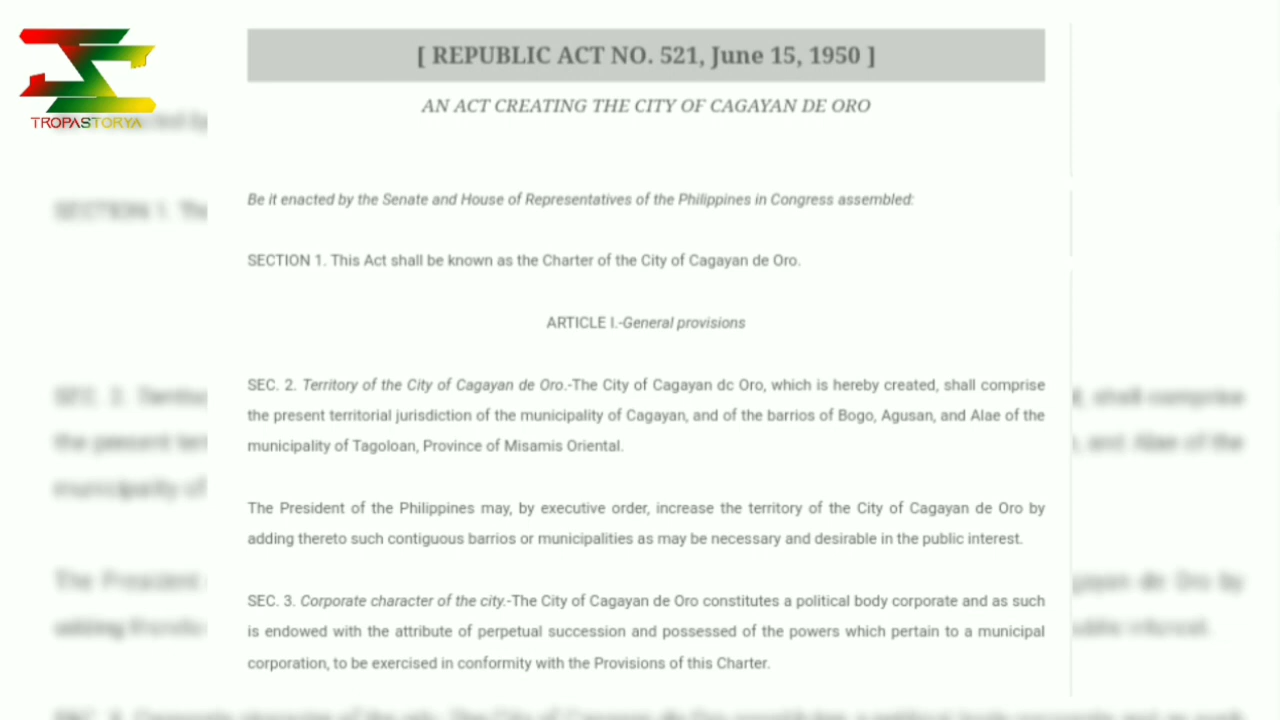 TROPASTORYA
[ REPUBLIC ACT NO. 521, June 15, 1950 ]
AN ACT CREATING THE CITY OF CAGAYAN DE ORO
Be it enacted by the Senate and House of Representatives of the Philippines in Congress assembled:
SECTION 1. This Act shall be known as the Charter of the City of Cagayan de Oro.
ARTICLE I.-General provisions
SEC. 2. Territory of the City of Cagayan de Oro.-The City of Cagayan dc Oro, which is hereby created, shall comprise
the present territorial jurisdiction of the municipality of Cagayan, and of the barrios of Bogo, Agusan, and Alae of the
municipality of Tagoloan, Province of Misamis Oriental.
The President of the Philippines may, by executive order, increase the territory of the City of Cagayan de Oro by
adding thereto such contiguous barrios or municipalities as may be necessary and desirable in the public interest.
SEC. 3. Corporate character of the city.-The City of Cagayan de Oro constitutes a political body corporate and as such
is endowed with the attribute of perpetual succession and possessed of the powers which pertain to a municipal
corporation, to be exercised in conformity with the Provisions of this Charter.